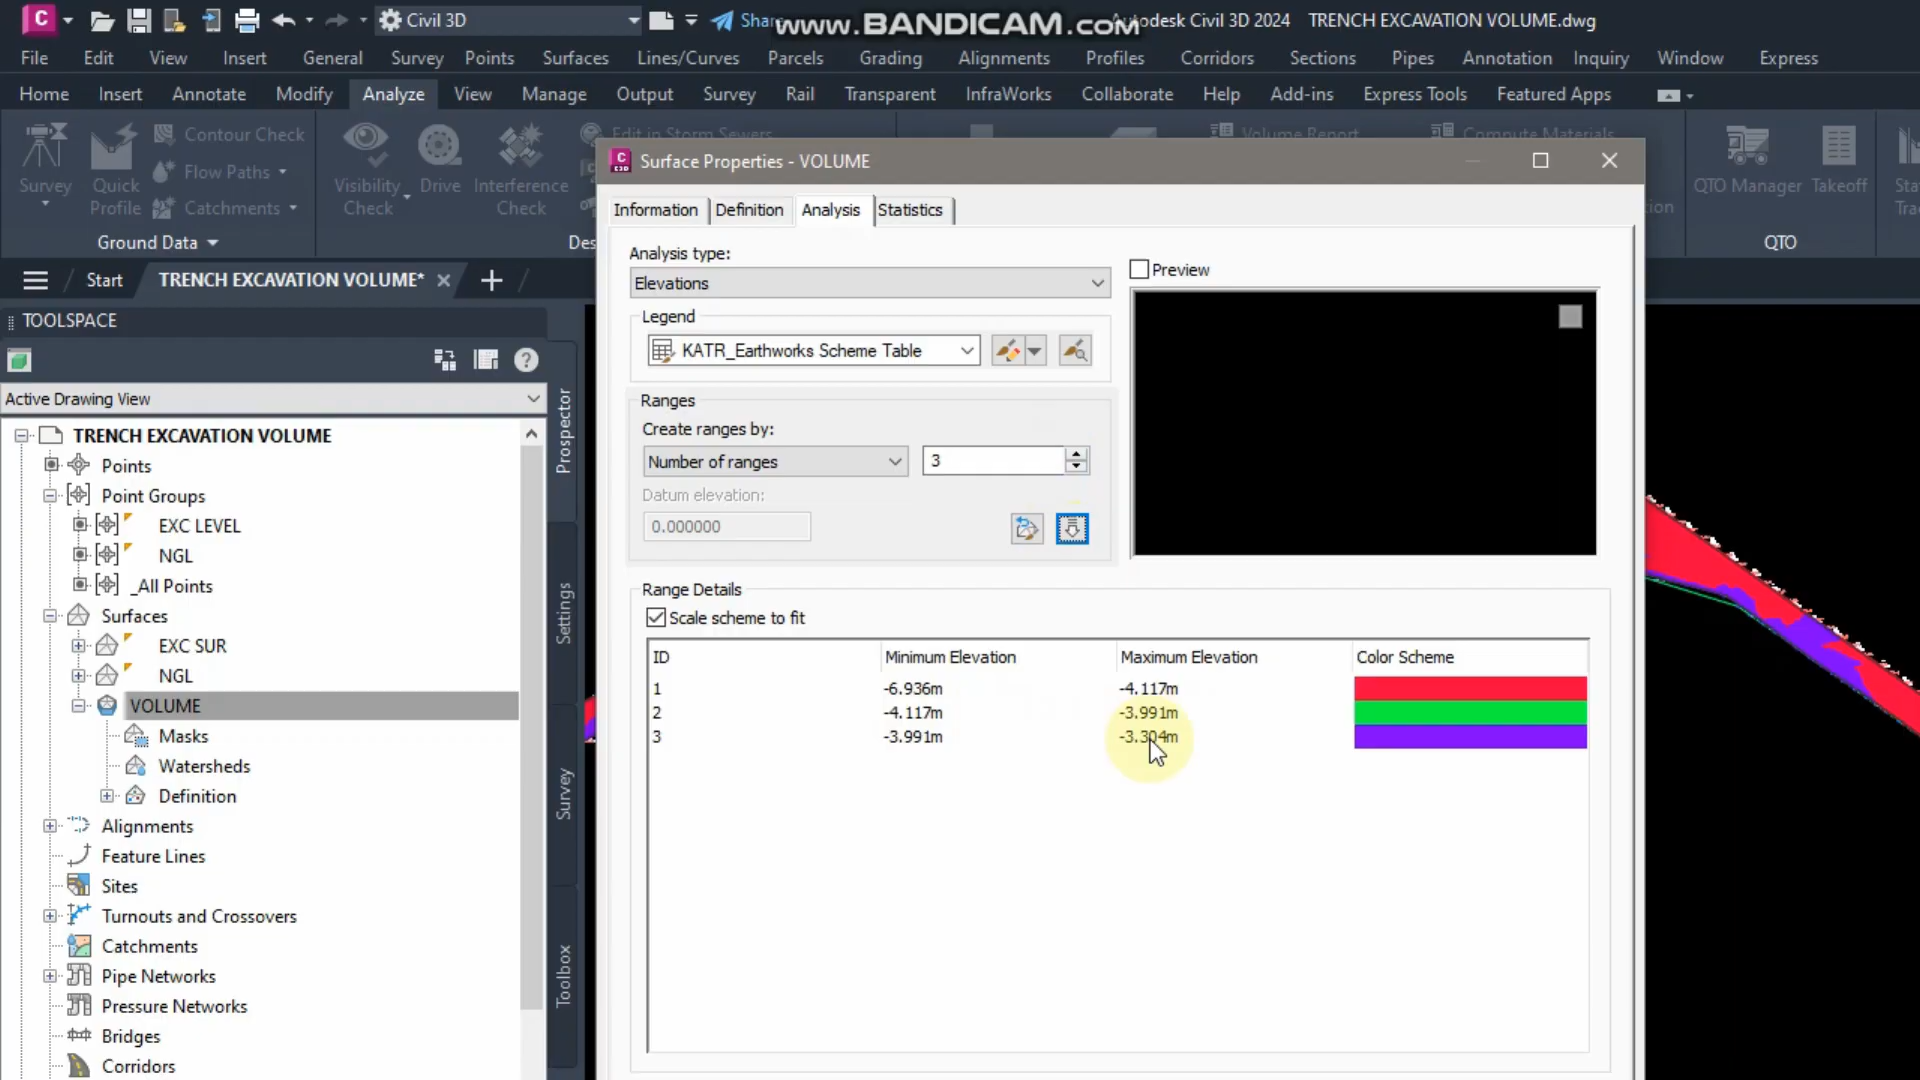 Civil 3D
Shar
www.BANDICAM.com
Autodesk Civil 3D 2024 TRENCH EXCAVATION VOLUME.dwg
File Edit View Insert General Survey Points Surfaces Lines/Curves Parcels Grading Alignments Profiles Corridors Sections Pipes Annotation Inquiry Window Express
Home Insert Annotate Modify Analyze View Manage Output Survey Rail Transparent InfraWorks Collaborate Help Add-ins Express Tools Featured Apps
Survey
Quick Profile
Contour Check
Flow Paths
Catchments
Ground Data
Visibility Check
Drive
Interference Check
Edit in Storm Sewers
Volume Report
Compute Materials
QTO Manager
Takeoff
QTO
Start
TRENCH EXCAVATION VOLUME*
TOOLSPACE
Active Drawing View
TRENCH EXCAVATION VOLUME
Points
Point Groups
EXC LEVEL
NGL
_All Points
Surfaces
EXC SUR
NGL
VOLUME
Masks
Watersheds
Definition
Alignments
Feature Lines
Sites
Turnouts and Crossovers
Catchments
Pipe Networks
Pressure Networks
Bridges
Corridors
Prospector
Settings
Survey
Toolbox
Surface Properties - VOLUME
Information Definition Analysis Statistics
Analysis type:
Elevations
Preview
Legend
KATR_Earthworks Scheme Table
Ranges
Create ranges by:
Number of ranges 3
Datum elevation:
0.000000
Range Details
Scale scheme to fit
ID Minimum Elevation Maximum Elevation Color Scheme
1 -6.936m -4.117m
2 -4.117m -3.991m
3 -3.991m -3.304m